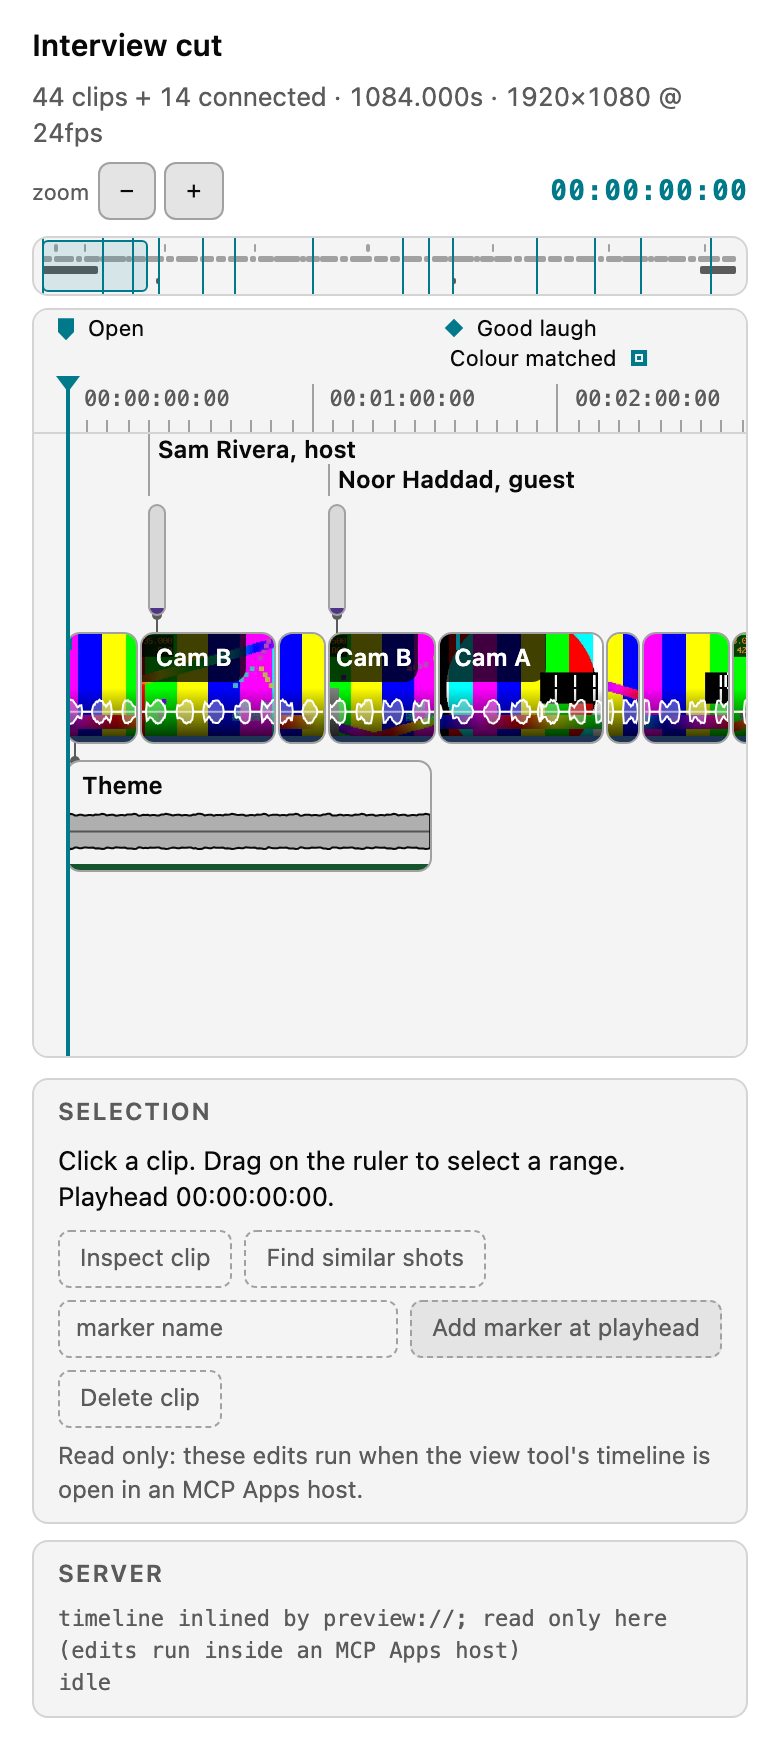 Interview cut
44 clips + 14 connected · 1084.000s · 1920×1080 @
24fps
zoom − + 00:00:00:00
Open
Good laugh
Colour matched
00:00:00:00 00:01:00:00 00:02:00:00
Sam Rivera, host
Noor Haddad, guest
Cam B Cam B Cam A
Theme
SELECTION
Click a clip. Drag on the ruler to select a range.
Playhead 00:00:00:00.
Inspect clip Find similar shots
marker name Add marker at playhead
Delete clip
Read only: these edits run when the view tool's timeline is
open in an MCP Apps host.
SERVER
timeline inlined by preview://; read only here
(edits run inside an MCP Apps host)
idle